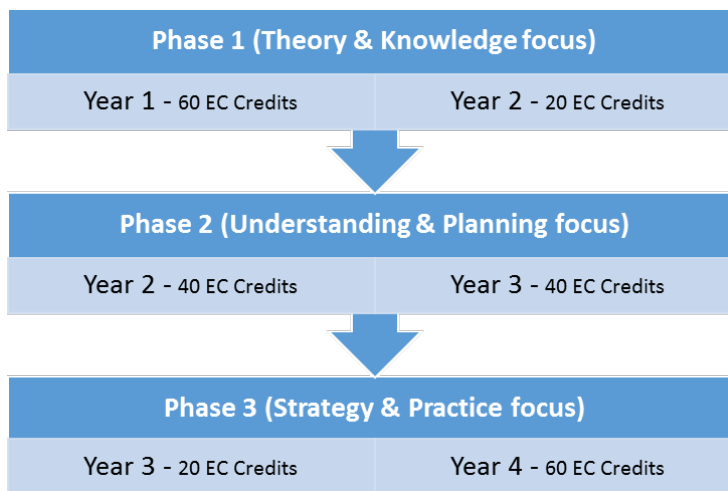 Phase 1 (Theory & Knowledge focus)
Year 1 - 60 EC Credits
Year 2 - 20 EC Credits
Phase 2 (Understanding & Planning focus)
Year 2 - 40 EC Credits
Year 3 - 40 EC Credits
Phase 3 (Strategy & Practice focus)
Year 3 - 20 EC Credits
Year 4 - 60 EC Credits